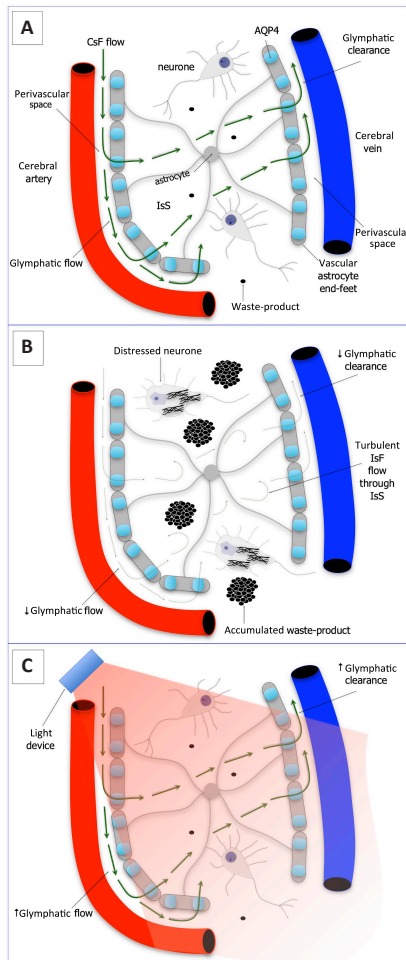 A
CsF flow
neurone
AQP4
Glymphatic
clearance
Perivascular
space
Cerebral
artery
astrocyte
IsS
Cerebral
vein
Perivascular
space
Glymphatic flow
Vascular
astrocyte
end-feet
Waste-product
B
Distressed neurone
↓Glymphatic
clearance
Turbulent
IsF
flow
through
IsS
↓Glymphatic flow
Accumulated waste-product
C
↑Glymphatic
clearance
Light
device
↑Glymphatic flow